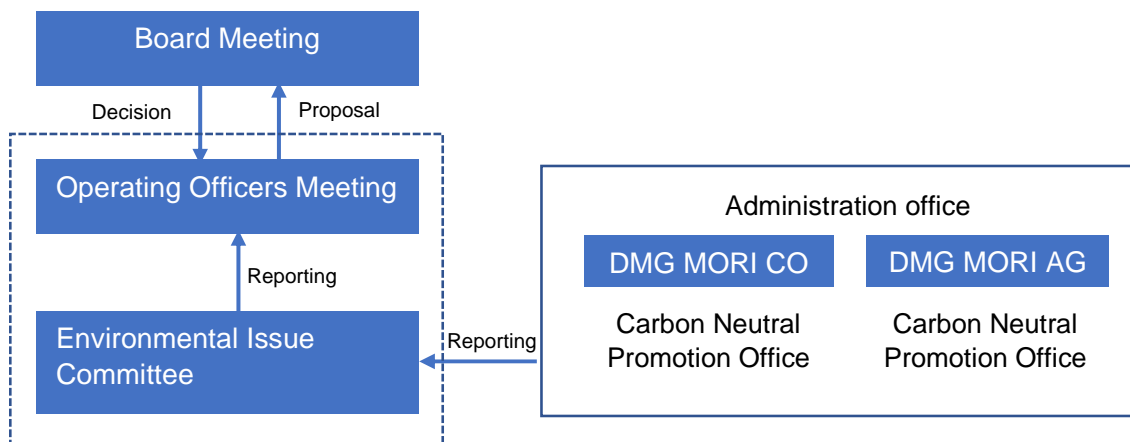 Board Meeting
Decision
Proposal
Operating Officers Meeting
Reporting
Environmental Issue
Committee
Reporting
Administration office
DMG MORI CO
DMG MORI AG
Carbon Neutral
Promotion Office
Carbon Neutral
Promotion Office